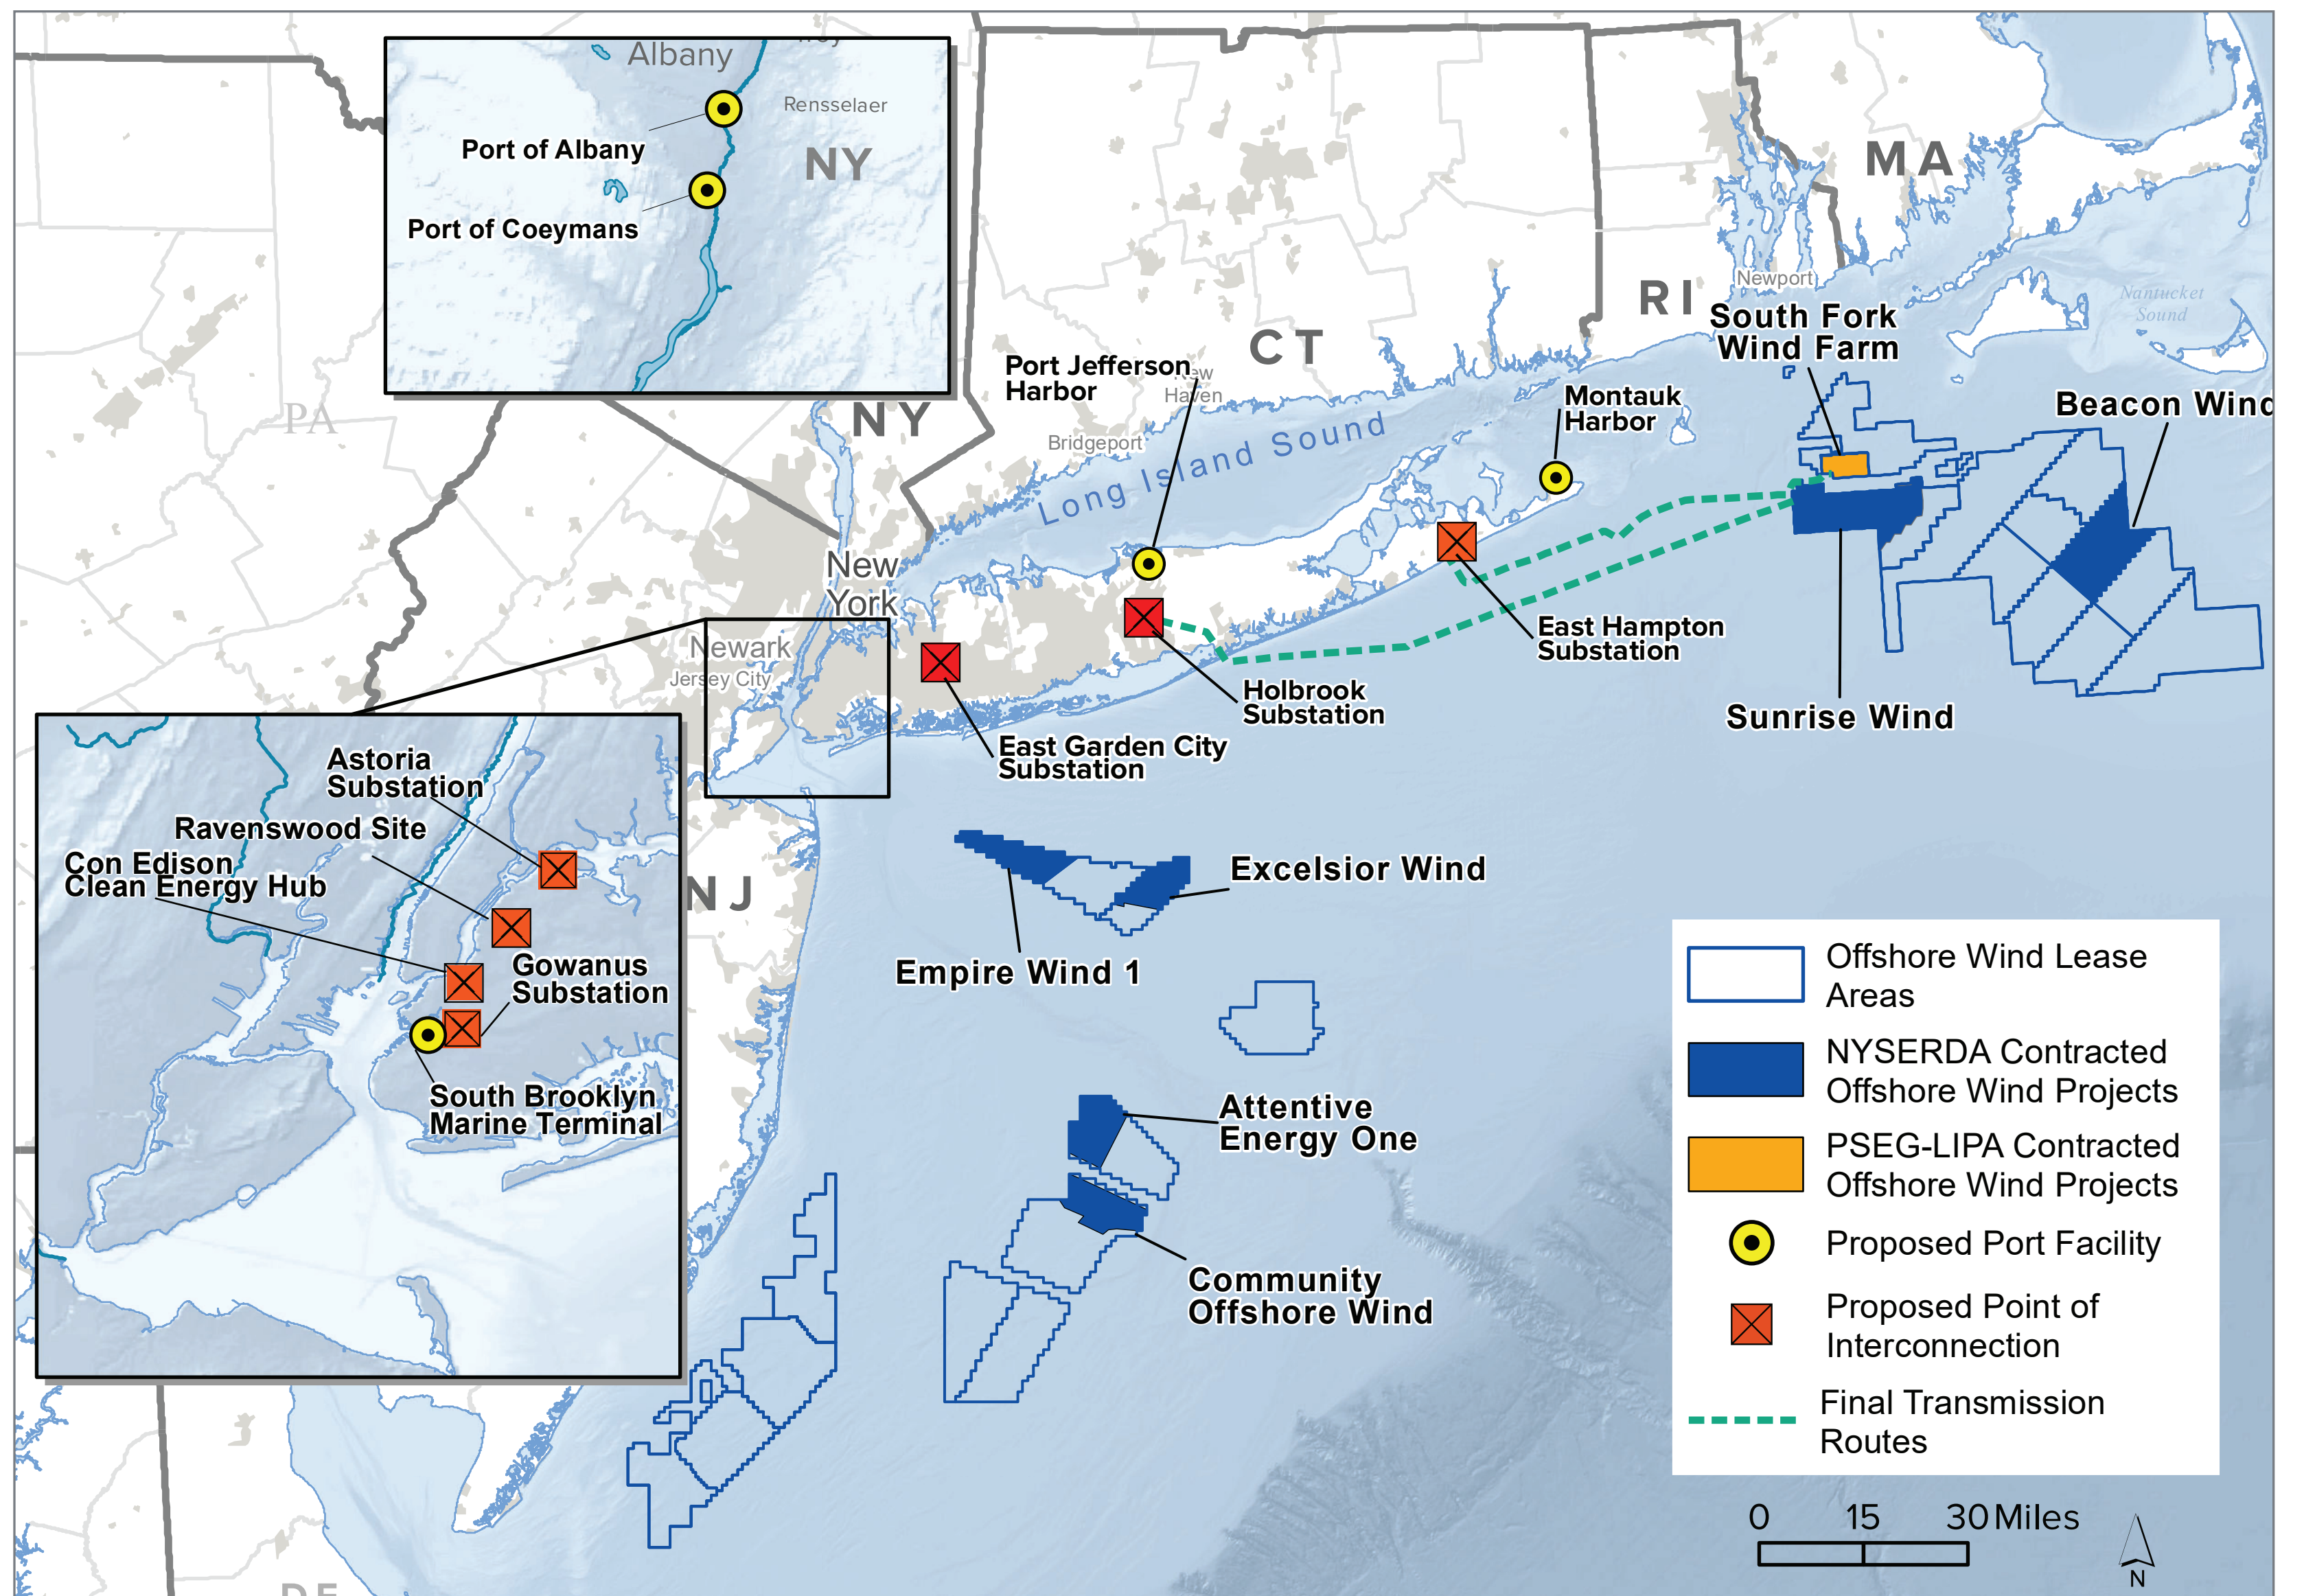 Albany
Rensselaer
Port of Albany
NY
Port of Coeymans
MA
Newport
RI
Nantucket
Sound
South Fork
Wind Farm
CT
Port Jefferson
Harbor
Haven
Montauk
Harbor
Beacon Wind
PA
NY
Bridgeport
Long Island Sound
New
York
Newark
Jersey City
East Hampton
Substation
Holbrook
Substation
Sunrise Wind
East Garden City
Substation
Astoria
Substation
Ravenswood Site
Con Edison
Clean Energy Hub
Gowanus
Substation
South Brooklyn
Marine Terminal
NJ
Excelsior Wind
Empire Wind 1
Attentive
Energy One
Community
Offshore Wind
Offshore Wind Lease
Areas
NYSERDA Contracted
Offshore Wind Projects
PSEG-LIPA Contracted
Offshore Wind Projects
Proposed Port Facility
Proposed Point of
Interconnection
Final Transmission
Routes
0 15 30 Miles
N
DE